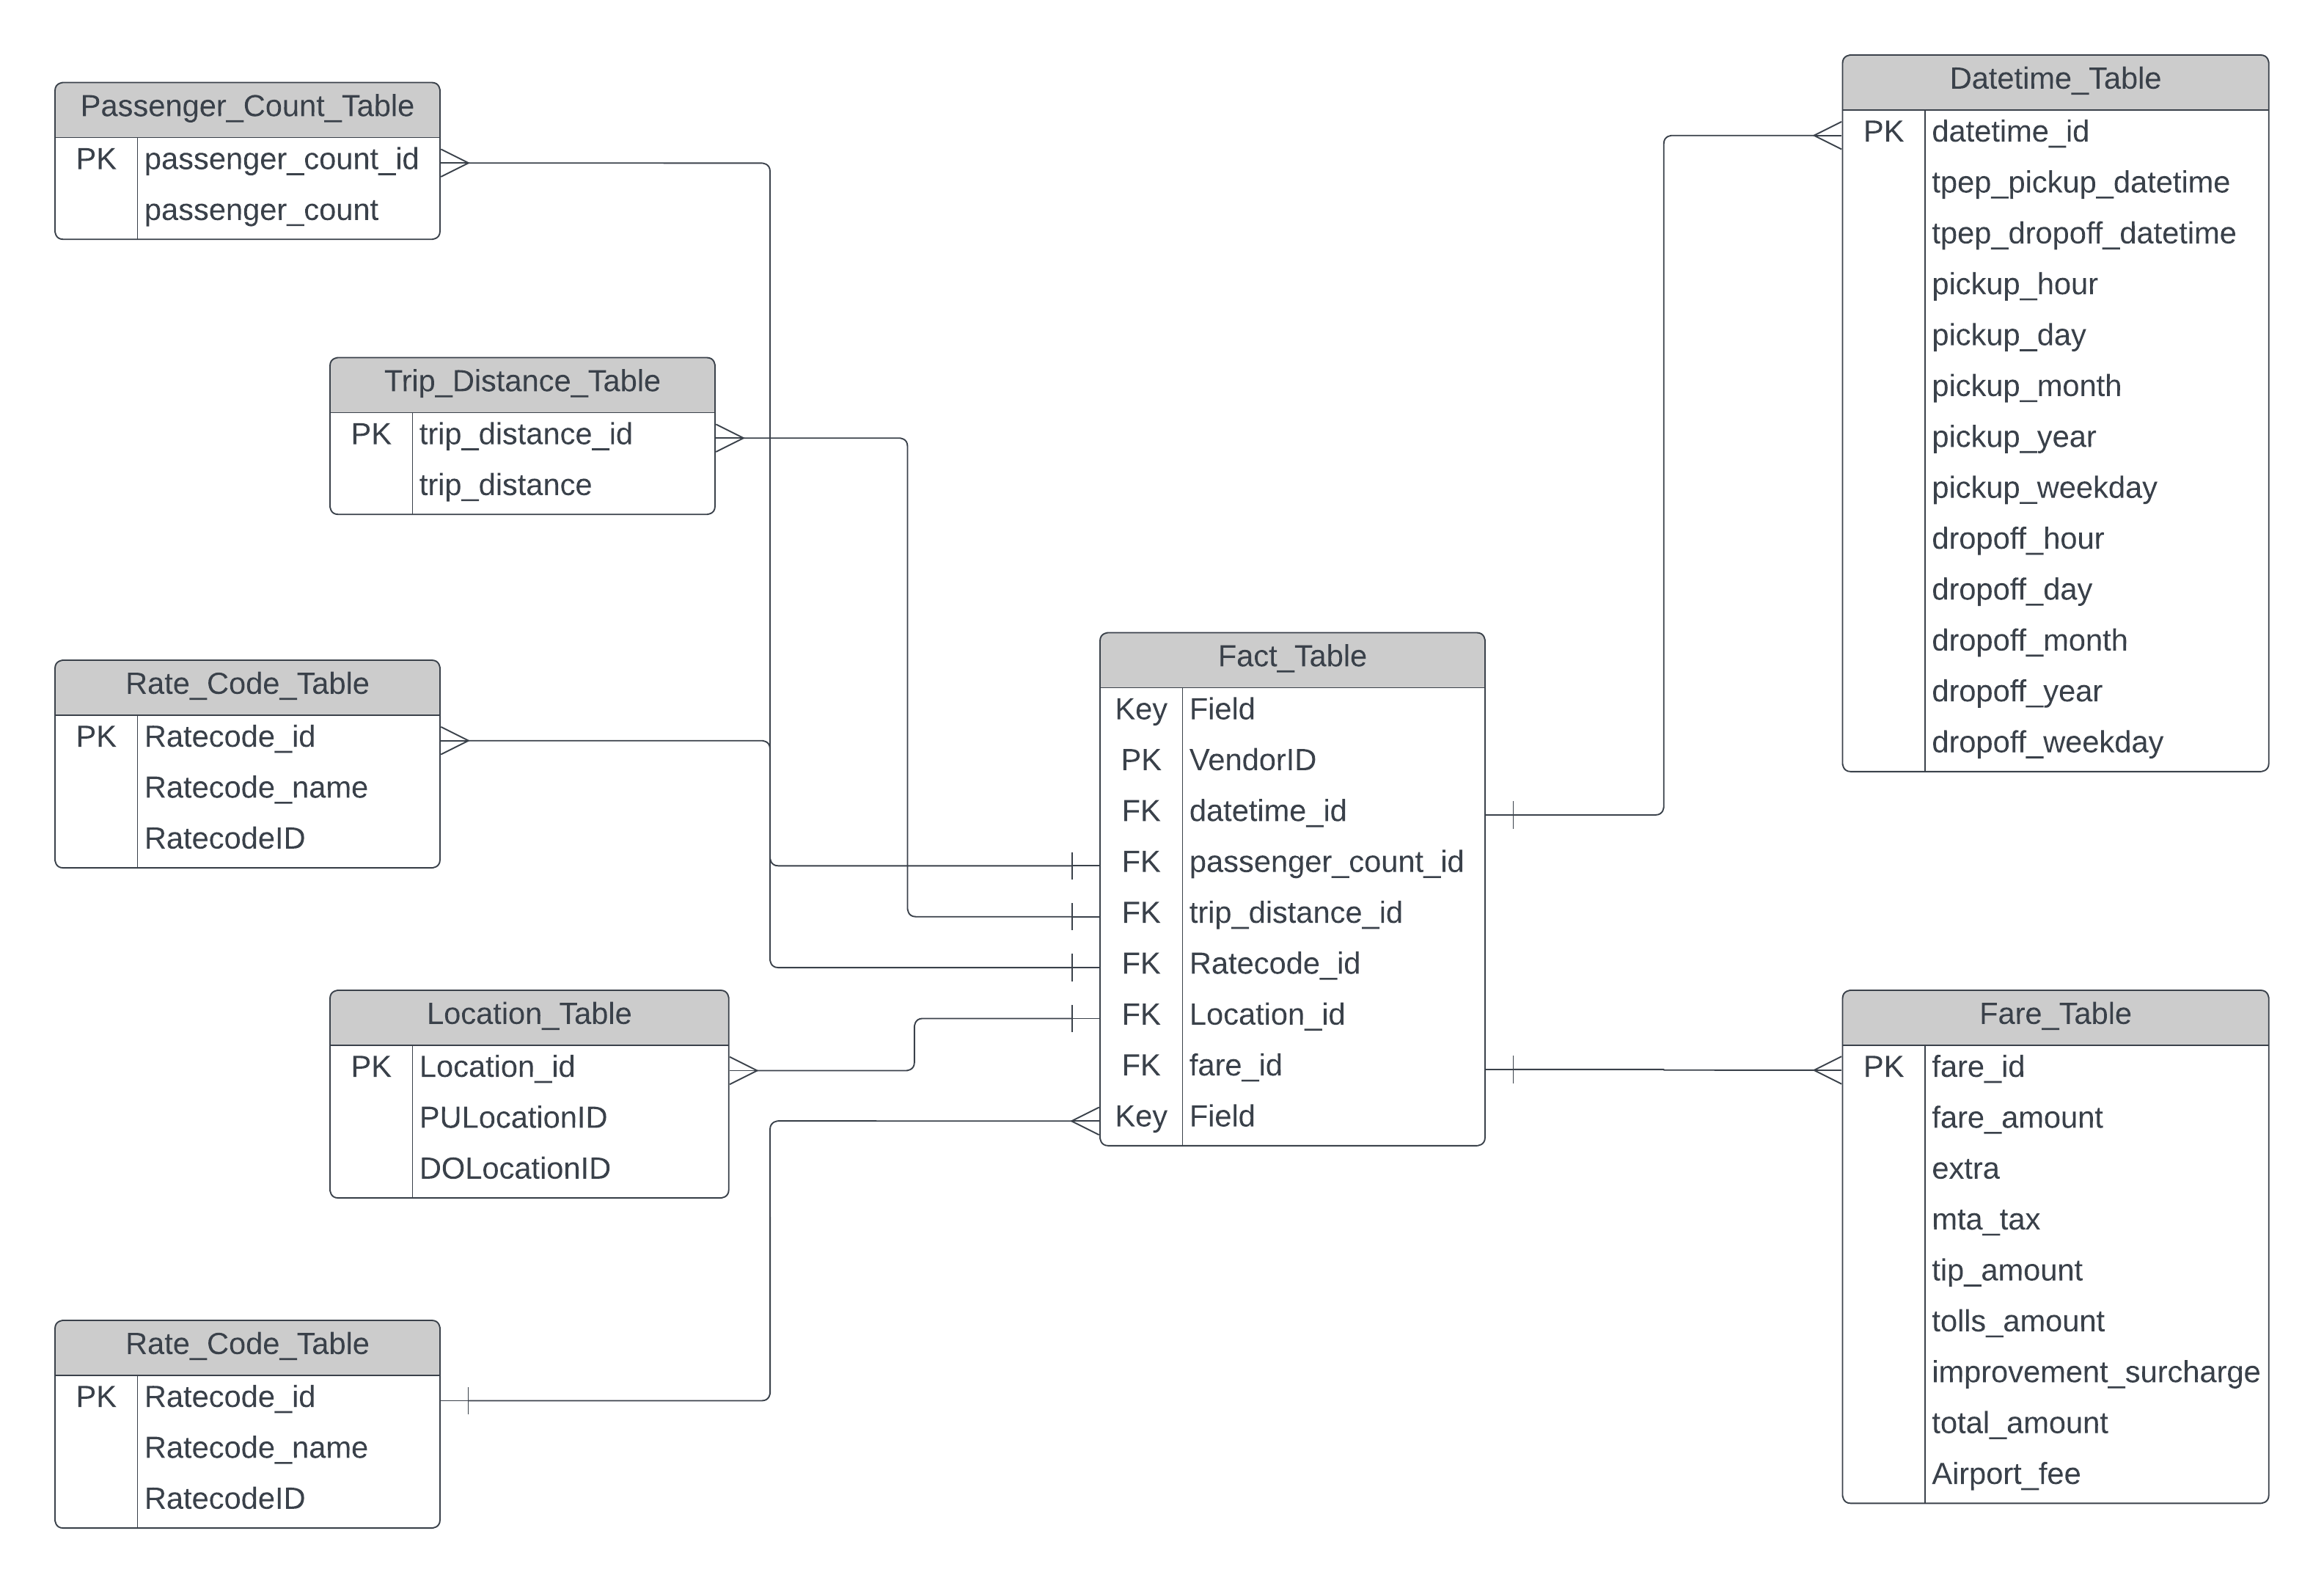 Passenger_Count_Table
PK passenger_count_id
passenger_count
Trip_Distance_Table
PK trip_distance_id
trip_distance
Rate_Code_Table
PK Ratecode_id
Ratecode_name
RatecodeID
Location_Table
PK Location_id
PULocationID
DOLocationID
Rate_Code_Table
PK Ratecode_id
Ratecode_name
RatecodeID
Fact_Table
Key Field
PK VendorID
FK datetime_id
FK passenger_count_id
FK trip_distance_id
FK Ratecode_id
FK Location_id
FK fare_id
Key Field
Datetime_Table
PK datetime_id
tpep_pickup_datetime
tpep_dropoff_datetime
pickup_hour
pickup_day
pickup_month
pickup_year
pickup_weekday
dropoff_hour
dropoff_day
dropoff_month
dropoff_year
dropoff_weekday
Fare_Table
PK fare_id
fare_amount
extra
mta_tax
tip_amount
tolls_amount
improvement_surcharge
total_amount
Airport_fee